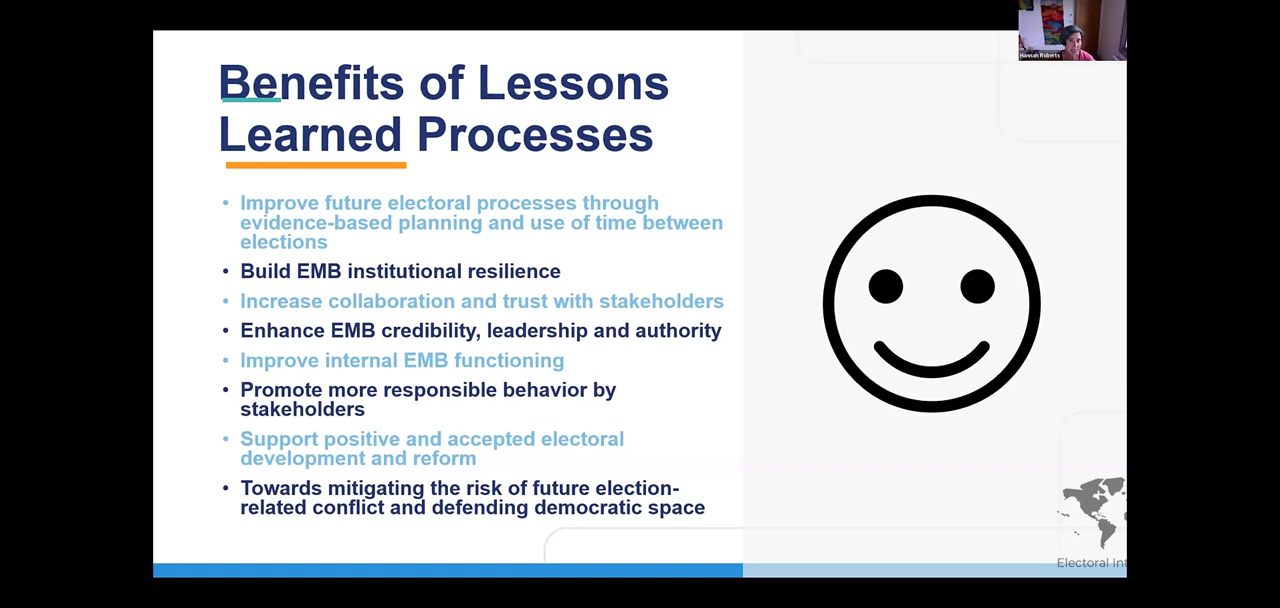 Hannah Roberts
Benefits of Lessons
Learned Processes
• Improve future electoral processes through
evidence-based planning and use of time between
elections
• Build EMB institutional resilience
• Increase collaboration and trust with stakeholders
• Enhance EMB credibility, leadership and authority
• Improve internal EMB functioning
• Promote more responsible behavior by
stakeholders
• Support positive and accepted electoral
development and reform
• Towards mitigating the risk of future election-
related conflict and defending democratic space
Electoral Int